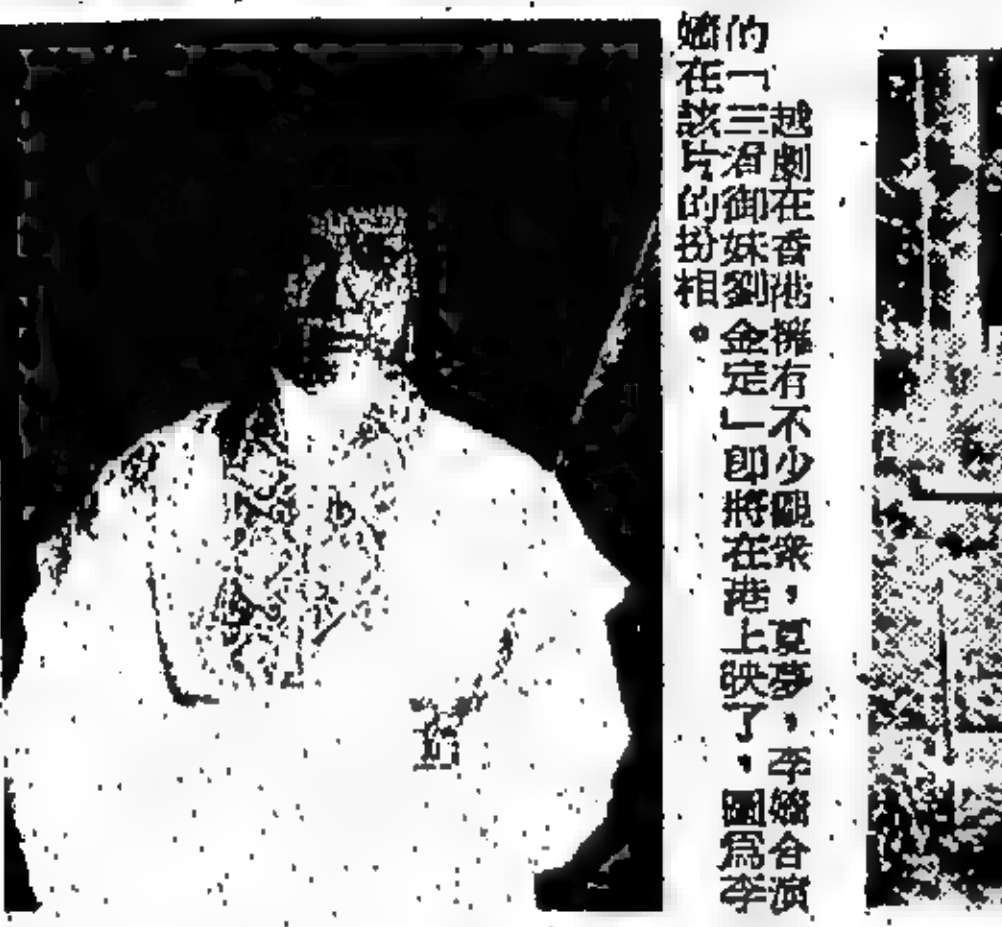 越劇在香港擁有不少觀衆，夏夢，李嬙合演
的「三看御妹劉金定」即將在港上映了，圖爲李
嬙在該片的扮相。